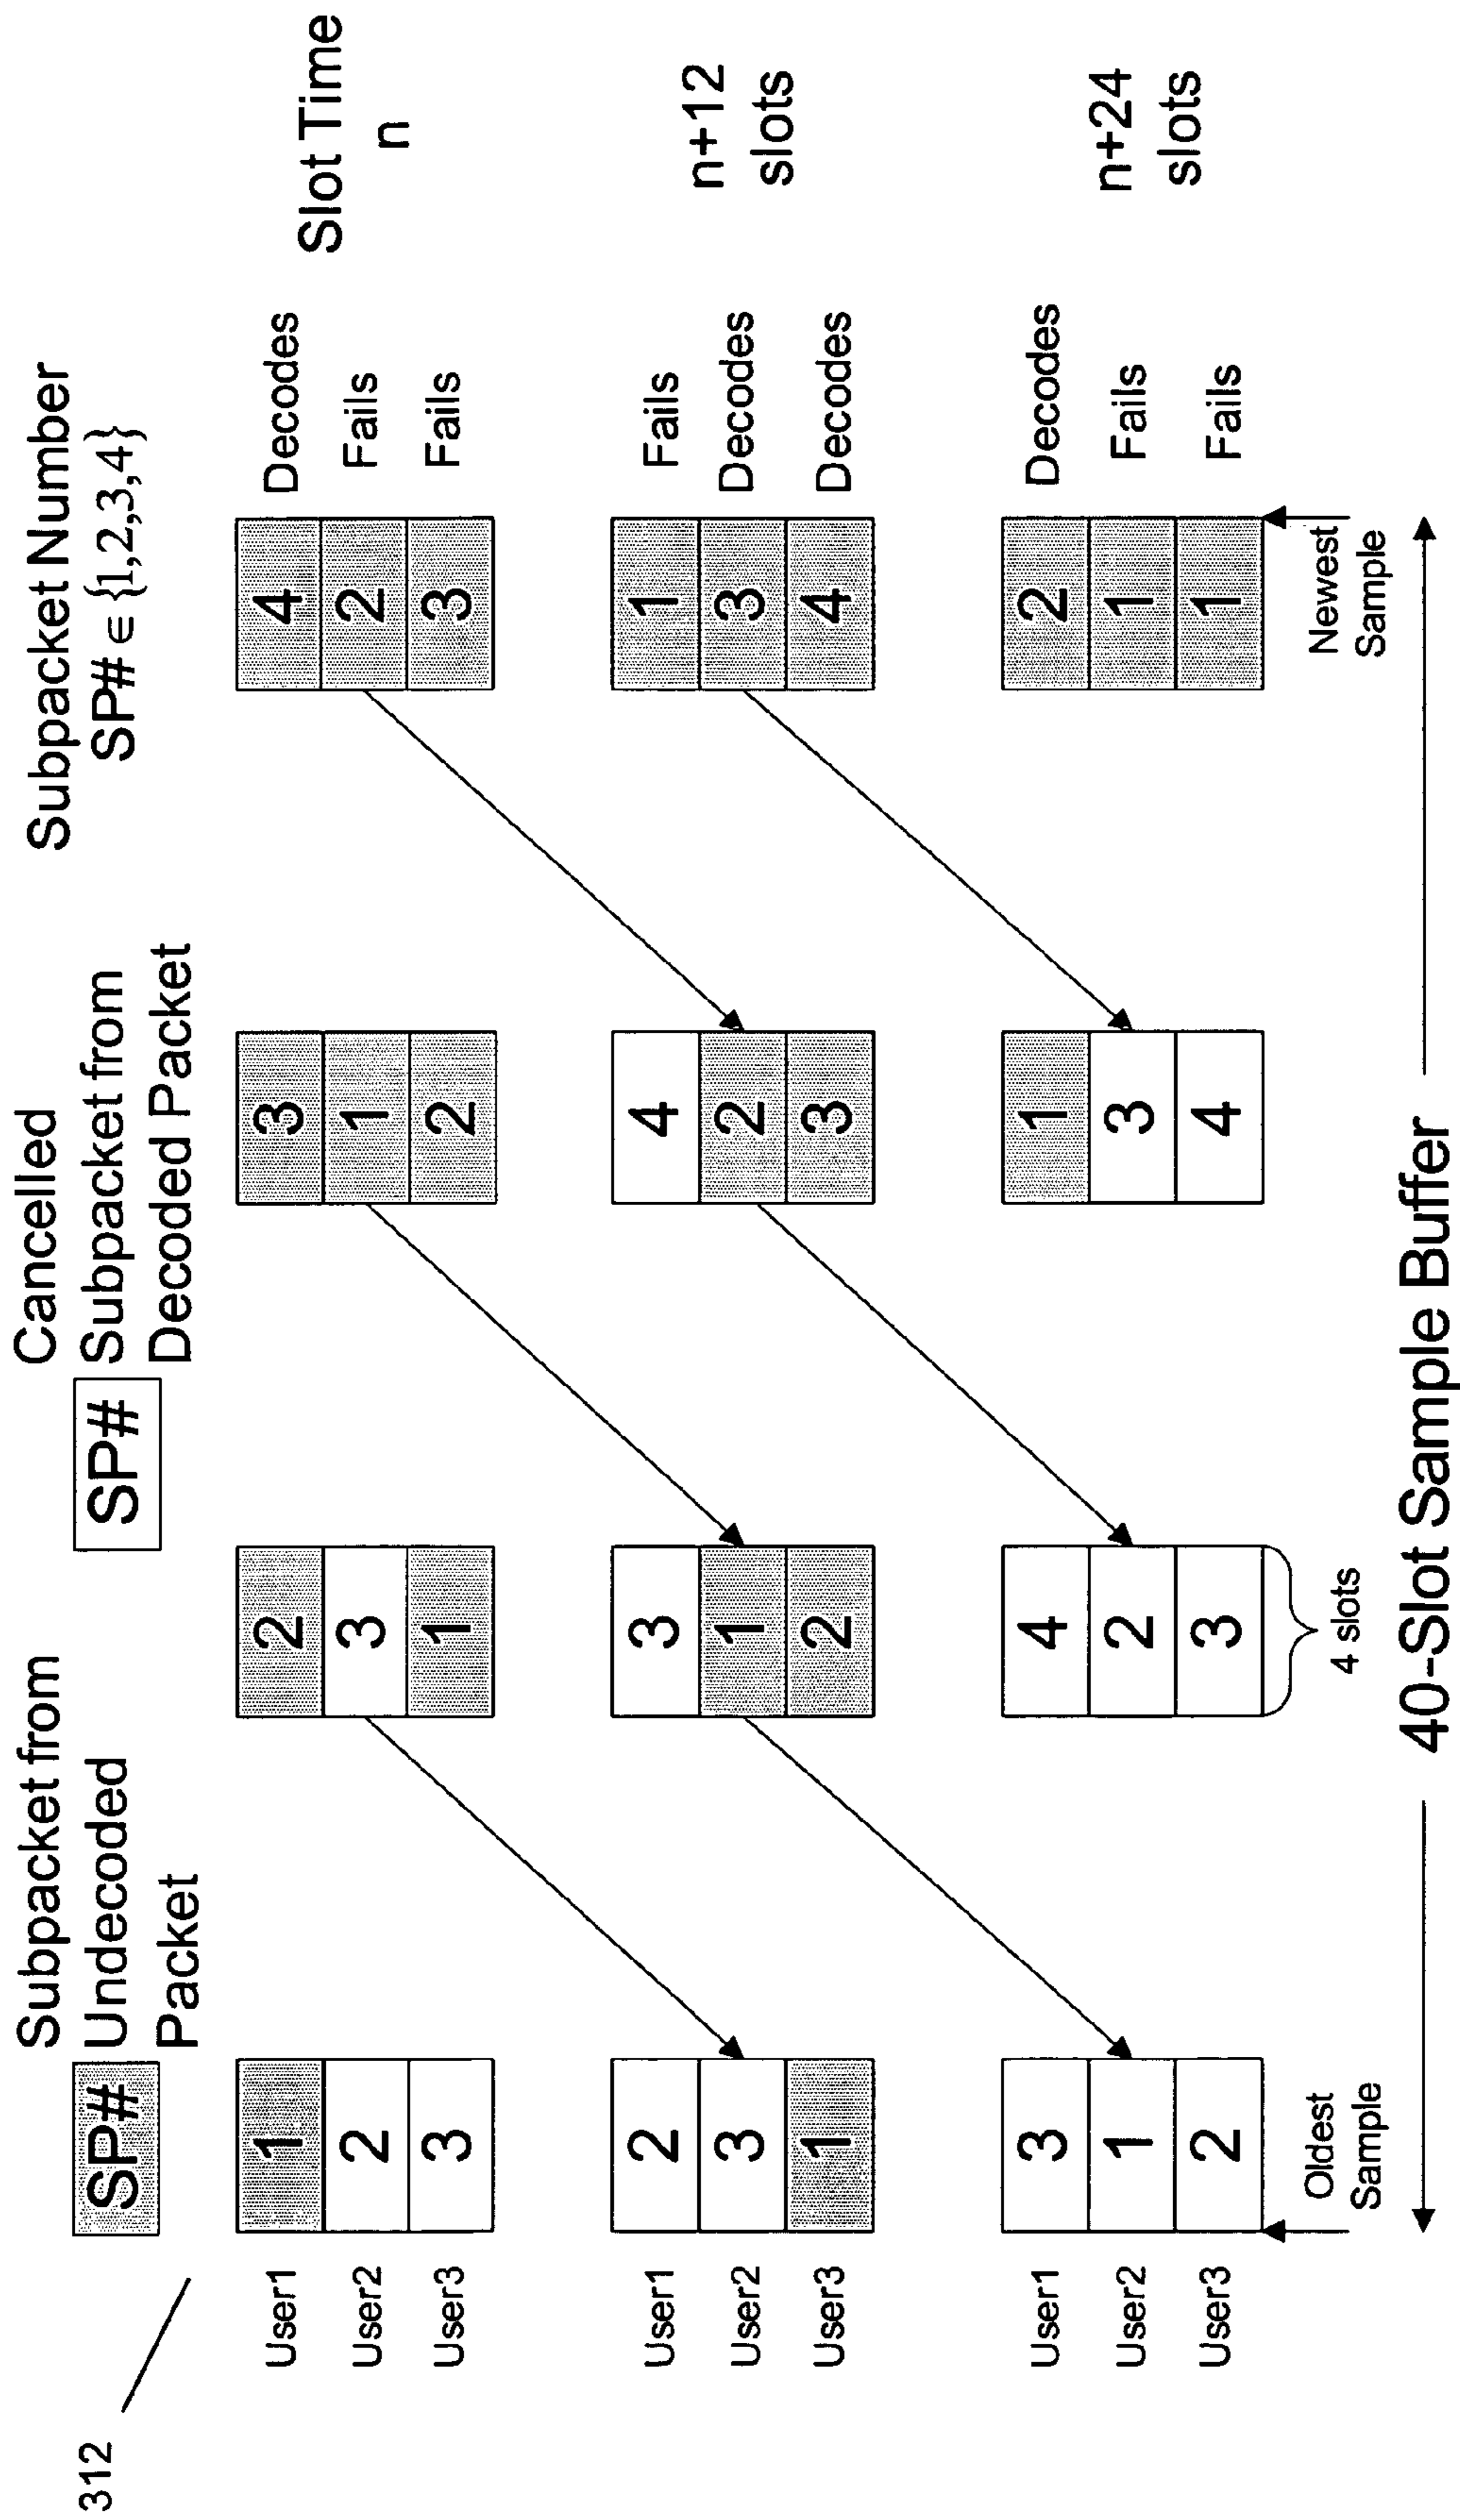 312
SP#
Subpacket from
Undecoded
Packet
SP#
Cancelled
Subpacket from
Decoded Packet
Subpacket Number
SP# ∈ {1,2,3,4}
Slot Time
n
User1 1 2 3 4 Decodes
User2 2 3 1 2 Fails
User3 3 1 2 3 Fails
n+12
slots
User1 2 3 4 1 Fails
User2 3 1 2 3 Decodes
User3 1 2 3 4 Decodes
n+24
slots
User1 3 4 1 2 Decodes
User2 1 2 3 1 Fails
User3 2 3 4 1 Fails
Oldest
Sample
4 slots
Newest
Sample
40-Slot Sample Buffer